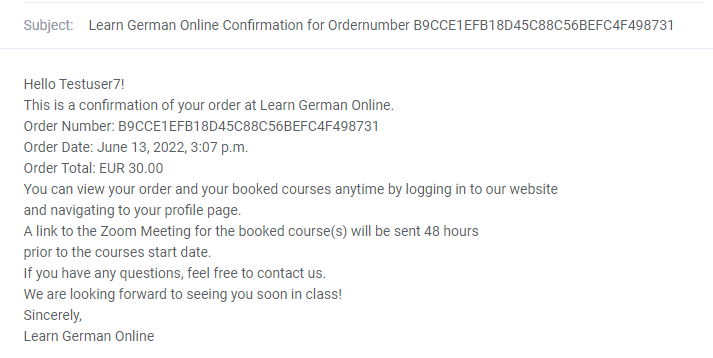 Subject: Learn German Online Confirmation for Ordernumber B9CCE1EFB18D45C88C56BEFC4F498731
Hello Testuser7!
This is a confirmation of your order at Learn German Online.
Order Number: B9CCE1EFB18D45C88C56BEFC4F498731
Order Date: June 13, 2022, 3:07 p.m.
Order Total: EUR 30.00
You can view your order and your booked courses anytime by logging in to our website
and navigating to your profile page.
A link to the Zoom Meeting for the booked course(s) will be sent 48 hours
prior to the courses start date.
If you have any questions, feel free to contact us.
We are looking forward to seeing you soon in class!
Sincerely,
Learn German Online